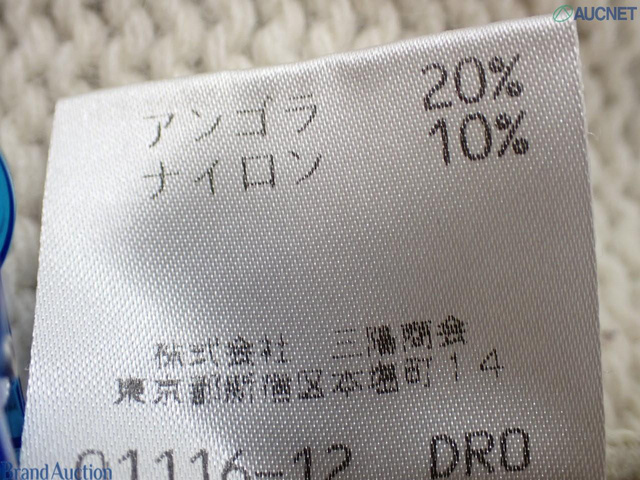 AUCNET
アンゴラ 20%
ナイロン 10%
株式会社 三陽商会
東京都新宿区本塩町14
01116-12 DRO
Brand Auction